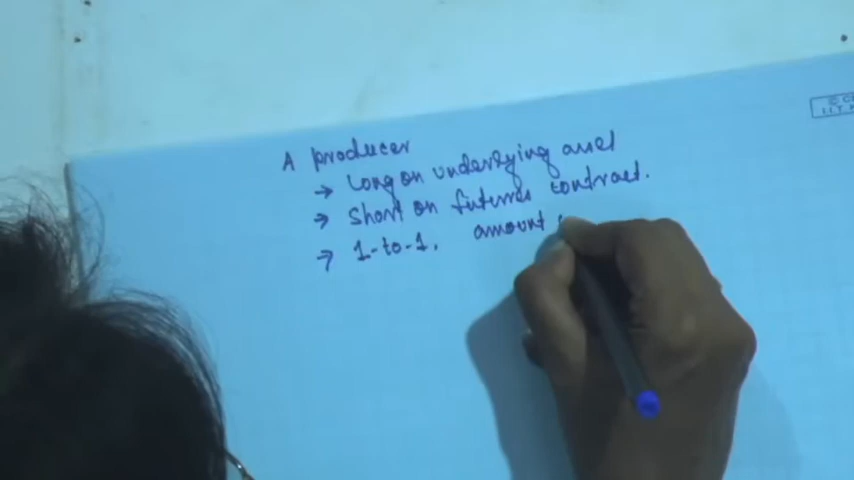 A producer
→ Long on underlying asset
→ Short on futures contract.
→ 1-to-1. amount
© C
I.I.T.